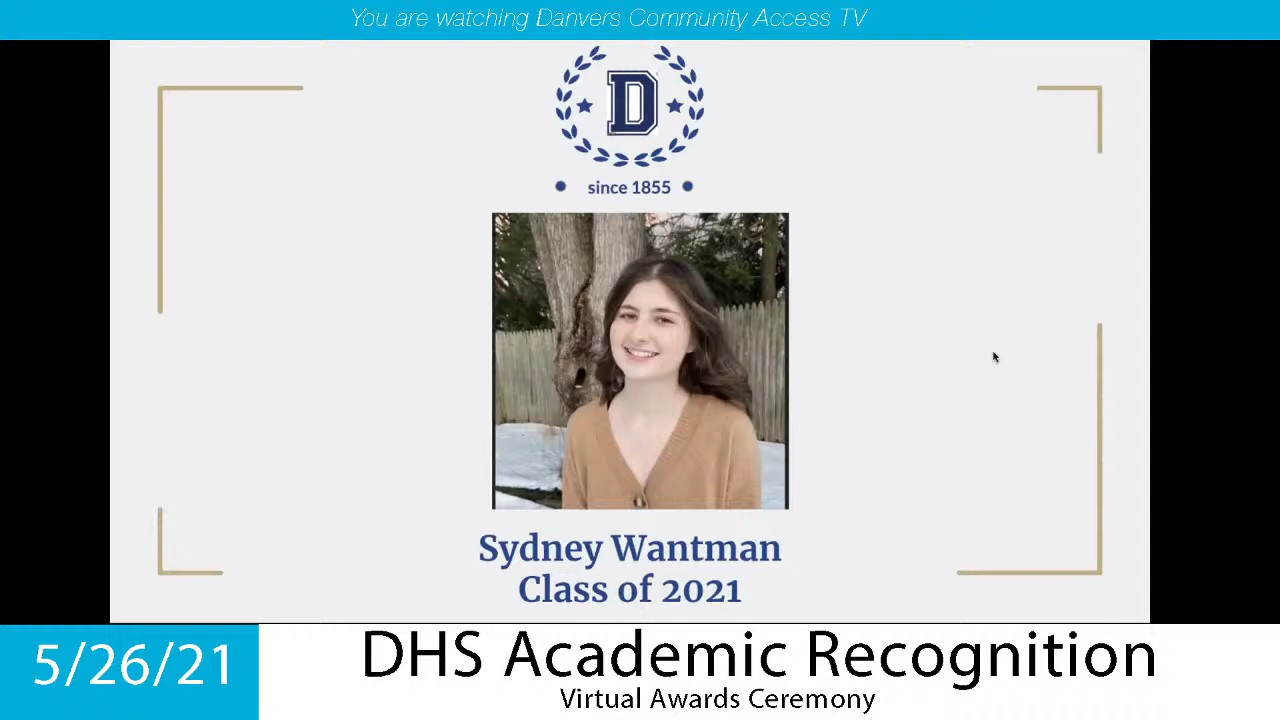 You are watching Danvers Community Access TV
D
since 1855
Sydney Wantman
Class of 2021
5/26/21
DHS Academic Recognition
Virtual Awards Ceremony